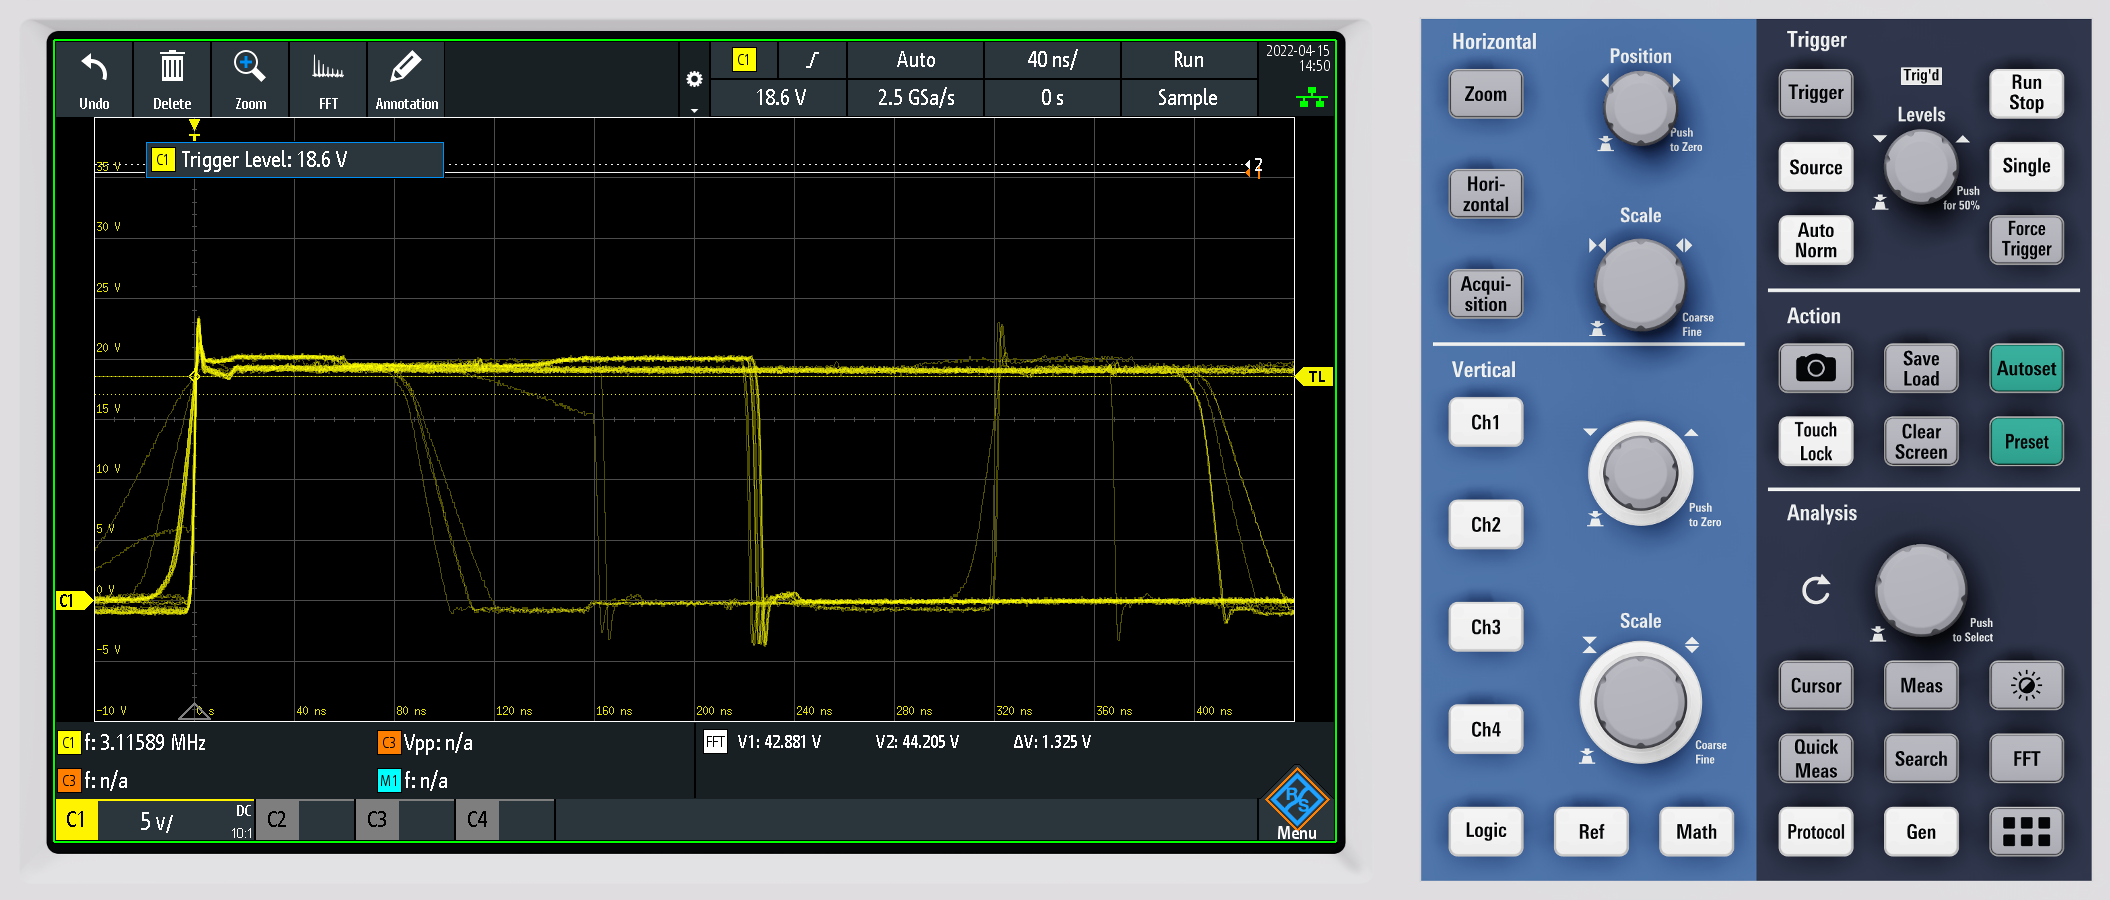 Undo
Delete
Zoom
FFT
Annotation
C1
Auto
40 ns/
Run
18.6 V
2.5 GSa/s
0 s
Sample
2022-04-15
14:50
C1 Trigger Level: 18.6 V
T
2
35 V
30 V
25 V
20 V
TL
15 V
10 V
5 V
0 V
C1
-5 V
-10 V
0 s
40 ns
80 ns
120 ns
160 ns
200 ns
240 ns
280 ns
320 ns
360 ns
400 ns
C1 f: 3.11589 MHz
C3 Vpp: n/a
C3 f: n/a
M1 f: n/a
FFT V1: 42.881 V V2: 44.205 V ΔV: 1.325 V
C1
5 V/
DC
10:1
C2
C3
C4
R S
Menu
Horizontal
Position
Zoom
Push
to Zero
Hori-
zontal
Scale
Acqui-
sition
Coarse
Fine
Vertical
Ch1
Ch2
Push
to Zero
Ch3
Scale
Ch4
Coarse
Fine
Logic
Ref
Math
Trigger
Trig'd
Trigger
Run
Stop
Levels
Source
Single
Push
for 50%
Auto
Norm
Force
Trigger
Action
Save
Load
Autoset
Touch
Lock
Clear
Screen
Preset
Analysis
Push
to Select
Cursor
Meas
Quick
Meas
Search
FFT
Protocol
Gen